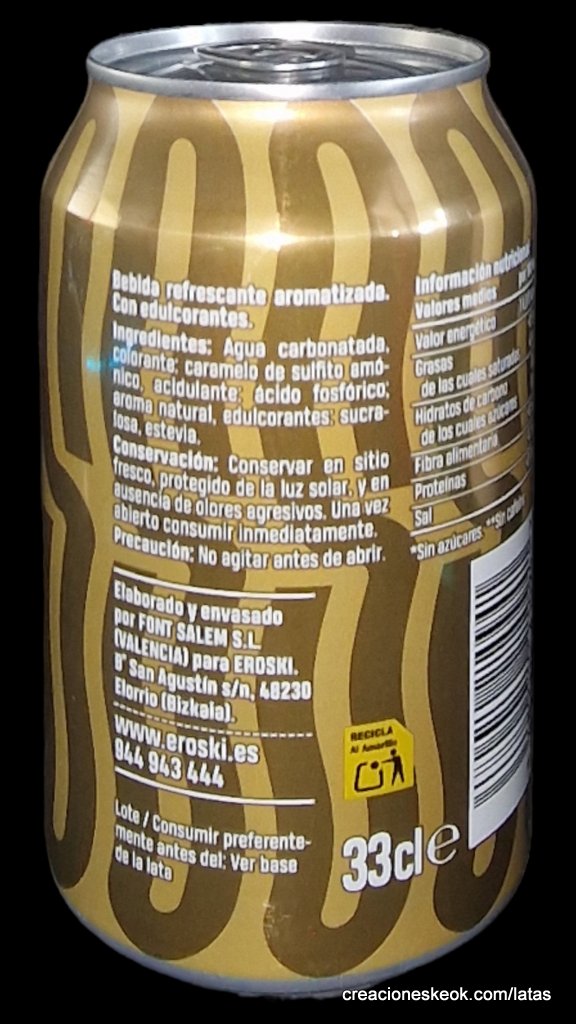 Bebida refrescante aromatizada.
Con edulcorantes.
Ingredientes: Agua carbonatada,
colorante: caramelo de sulfito amó-
nico, acidulante: ácido fosfórico;
aroma natural, edulcorantes: sucra-
losa, estevia.
Conservación: Conservar en sitio
fresco, protegido de la luz solar, y en
ausencia de olores agresivos. Una vez
abierto consumir inmediatamente.
Precaución: No agitar antes de abrir.
Elaborado y envasado
por FONT SALEM S.L
(VALENCIA) para EROSKI.
Bº San Agustín s/n, 48230
Elorrio (Bizkaia).
www.eroski.es
944 943 444
Lote / Consumir preferente-
mente antes del: Ver base
de la lata
Información nutricional
Valores medios
Valor energético
Grasas
de las cuales saturadas
Hidratos de carbono
de los cuales azúcares
Fibra alimentaria
Proteínas
Sal
*Sin azúcares. **Sin
RECICLA
Al Amarillo
33cl e
creacioneskeok.com/latas